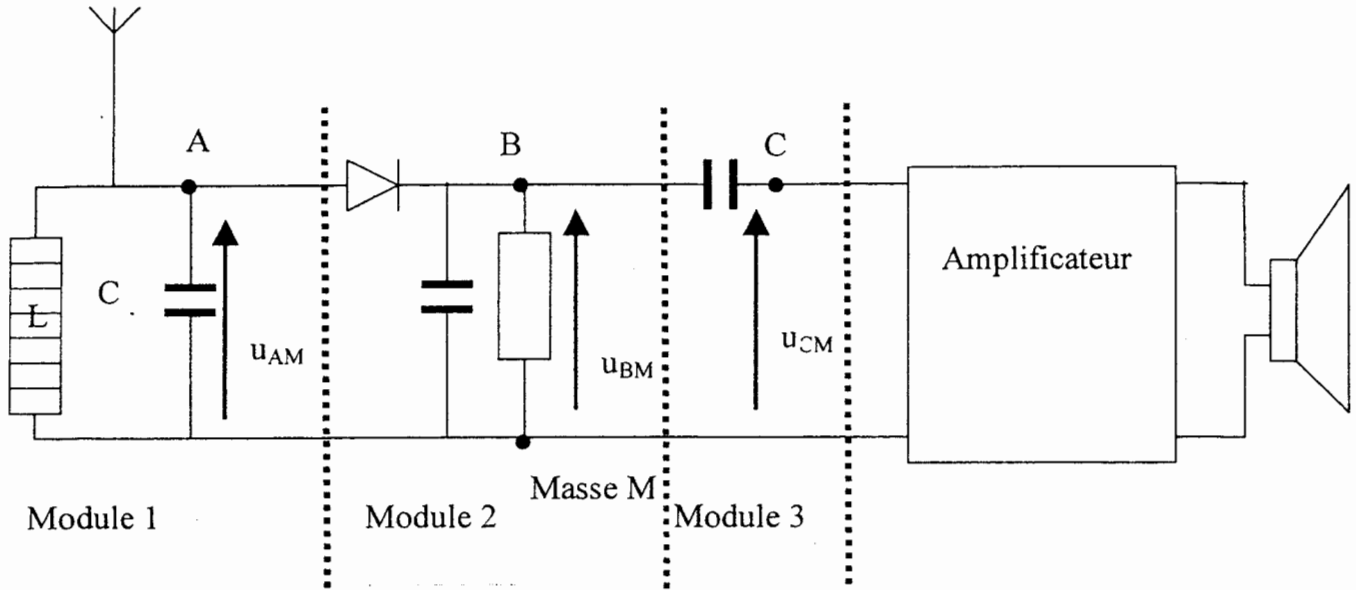 A
B
C
Amplificateur
C
L
u_AM
u_BM
u_CM
Masse M
Module 1
Module 2
Module 3